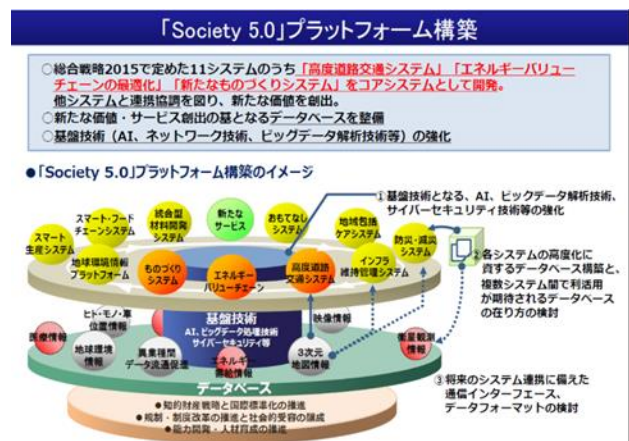 「Society 5.0」プラットフォーム構築
○総合戦略2015で定めた11システムのうち「高度道路交通システム」「エネルギーバリュー
チェーンの最適化」「新たなものづくりシステム」をコアシステムとして開発。
他システムと連携協調を図り、新たな価値を創出。
○新たな価値・サービス創出の基となるデータベースを整備
○基盤技術(AI、ネットワーク技術、ビッグデータ解析技術等)の強化
●「Society 5.0」プラットフォーム構築のイメージ
①基盤技術となる、AI、ビックデータ解析技術、
サイバーセキュリティ技術等の強化
スマート・フード
チェーンシステム
統合型
材料開発
システム
新たな
サービス
おもてなし
システム
地域包括
ケアシステム
防災・減災
システム
スマート
生産システム
地球環境情報
プラットフォーム
ものづくり
システム
エネルギー
バリューチェーン
高度道路
交通システム
インフラ
維持管理システム
②各システムの高度化に
資するデータベース構築と、
複数システム間で利活用
が期待されるデータベース
の在り方の検討
基盤技術
AI、ビッグデータ処理技術
サイバーセキュリティ等
ヒト・モノ・車
位置情報
映像情報
医療情報
地球環境
情報
異業種間
データ流通促進
エネルギー
需給情報
3次元
地図情報
衛星観測
情報
データベース
③将来のシステム連携に備えた
通信インターフェース、
データフォーマットの検討
●知的財産戦略と国際標準化の推進
●規制・制度改革の推進と社会的受容の醸成
●能力開発・人材育成の推進